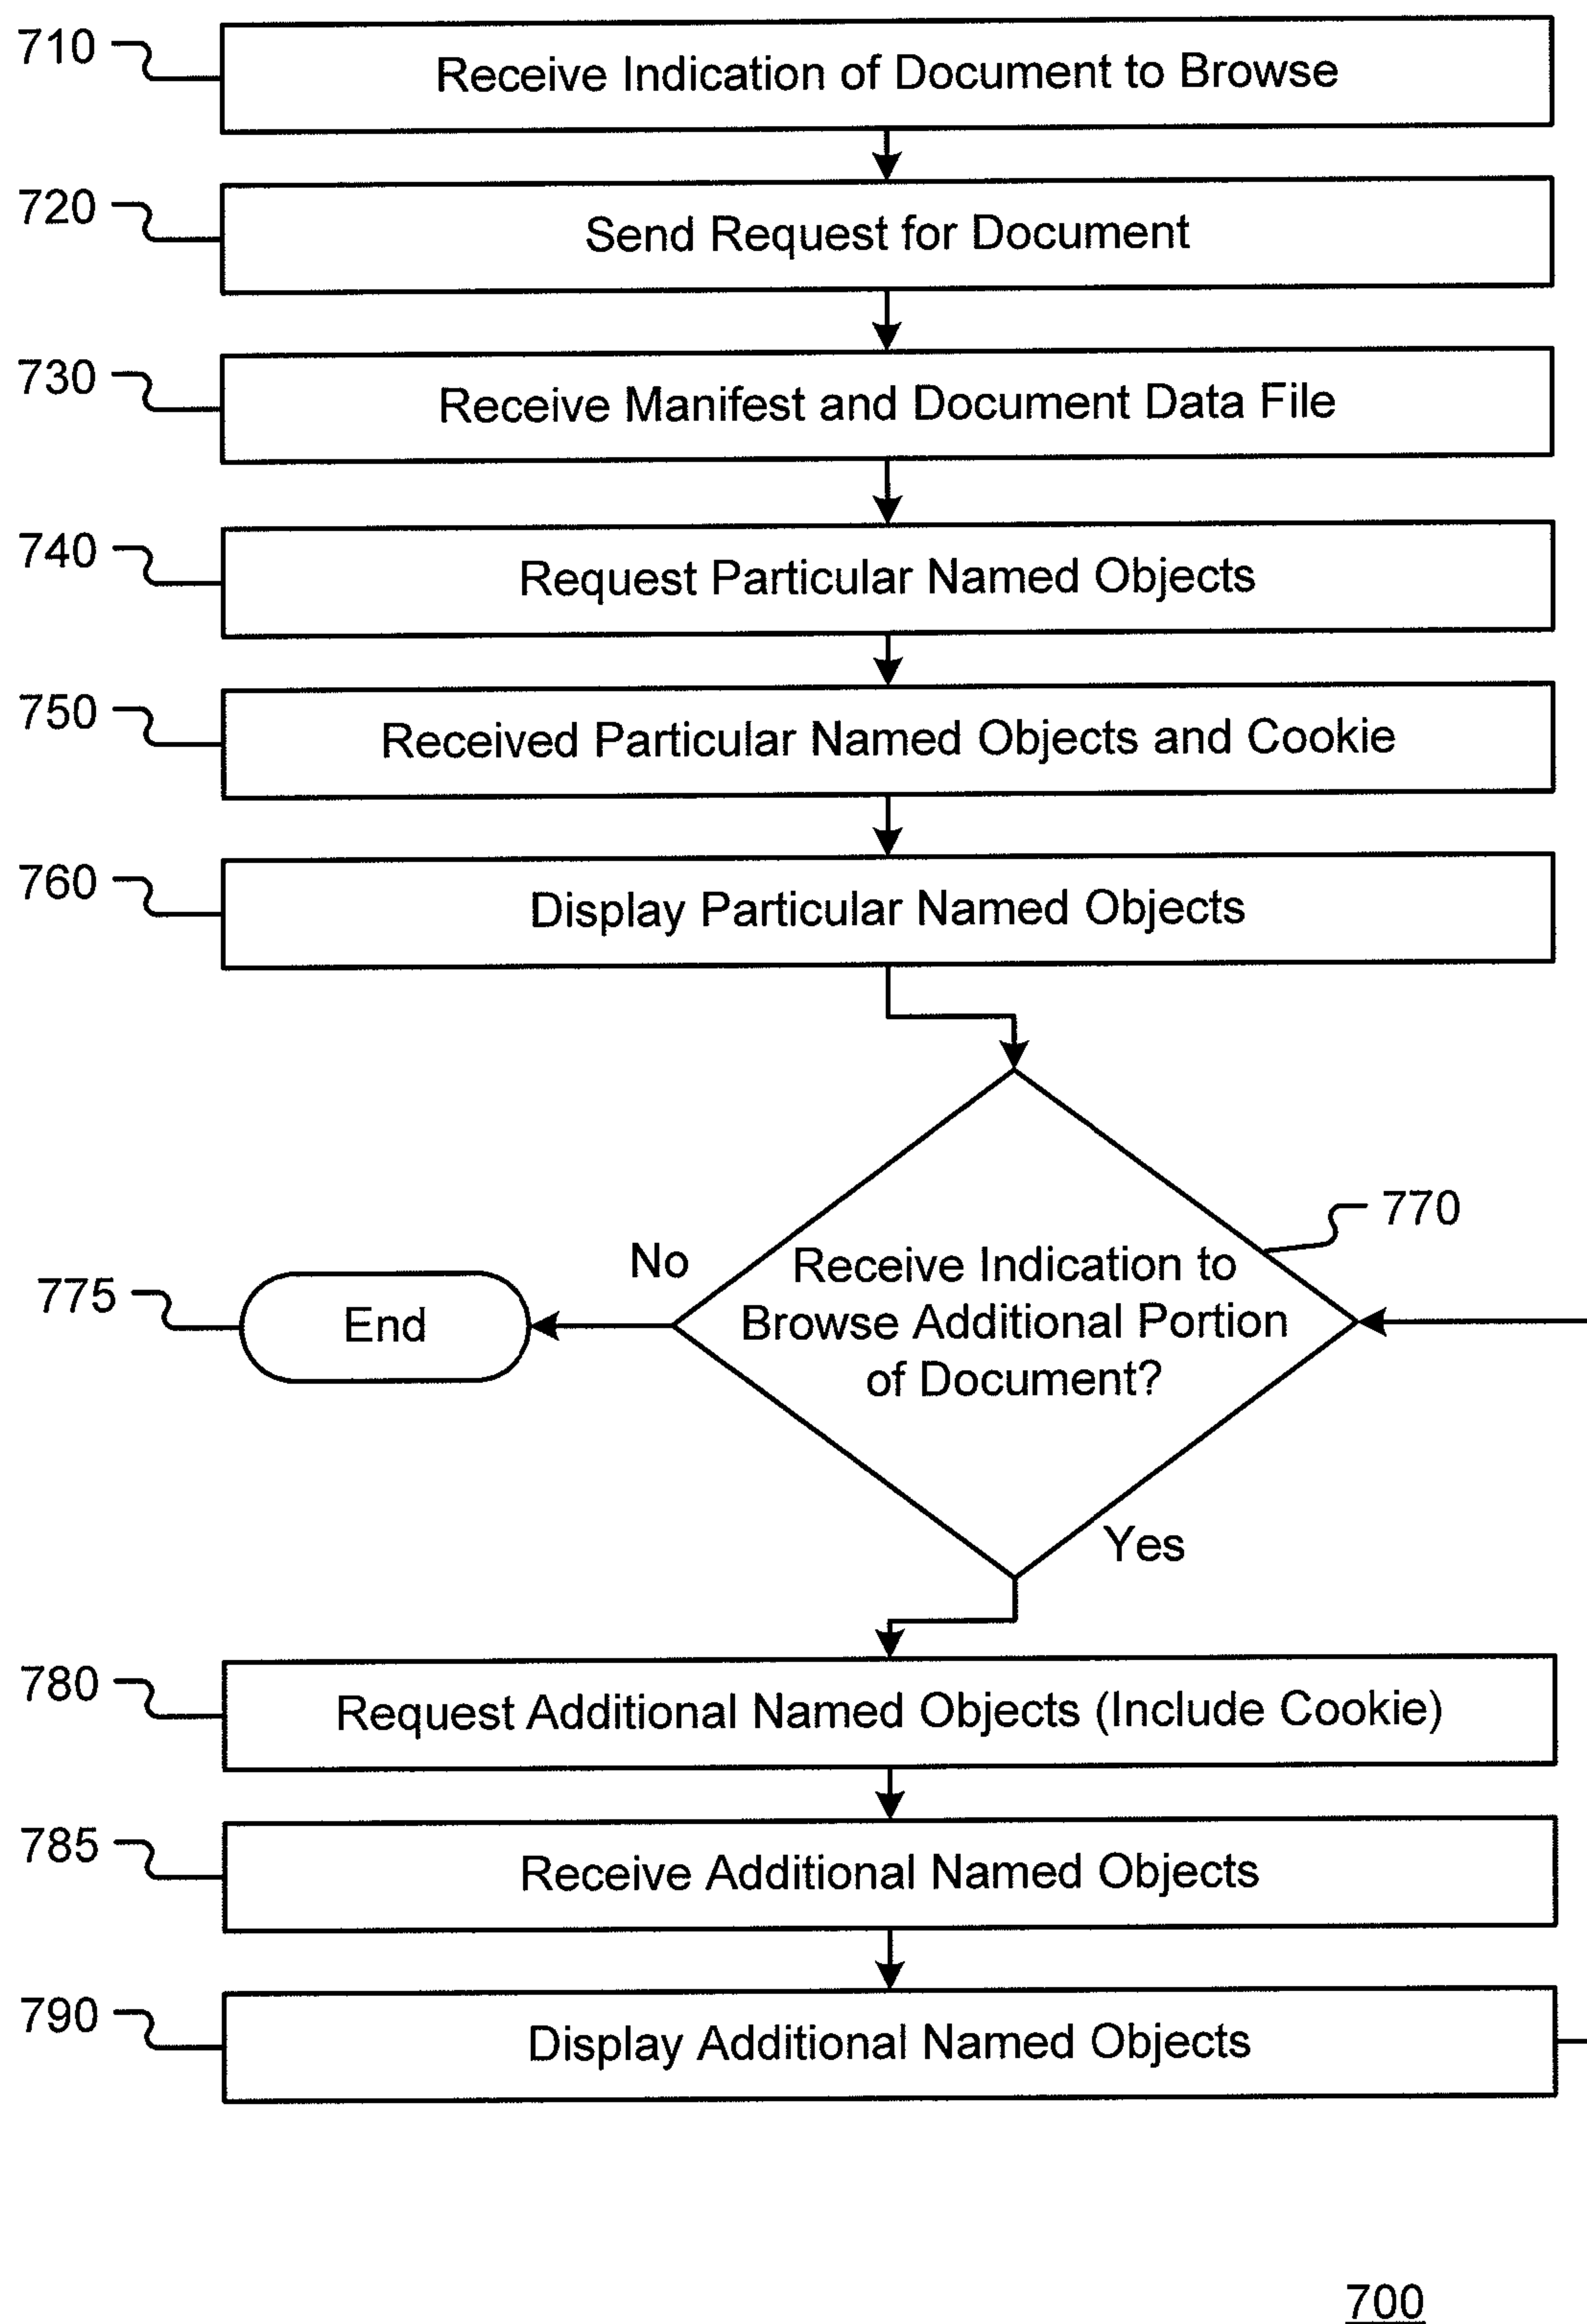 710
Receive Indication of Document to Browse
720
Send Request for Document
730
Receive Manifest and Document Data File
740
Request Particular Named Objects
750
Received Particular Named Objects and Cookie
760
Display Particular Named Objects
770
No
Receive Indication to
Browse Additional Portion
of Document?
775
End
Yes
780
Request Additional Named Objects (Include Cookie)
785
Receive Additional Named Objects
790
Display Additional Named Objects
700